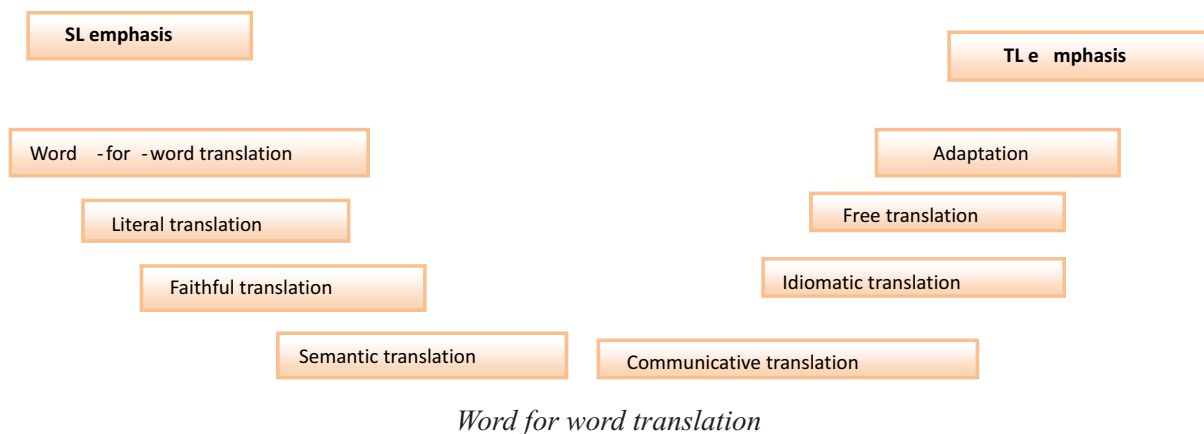 SL emphasis
TL e mphasis
Word -for -word translation
Adaptation
Literal translation
Free translation
Faithful translation
Idiomatic translation
Semantic translation
Communicative translation
Word for word translation